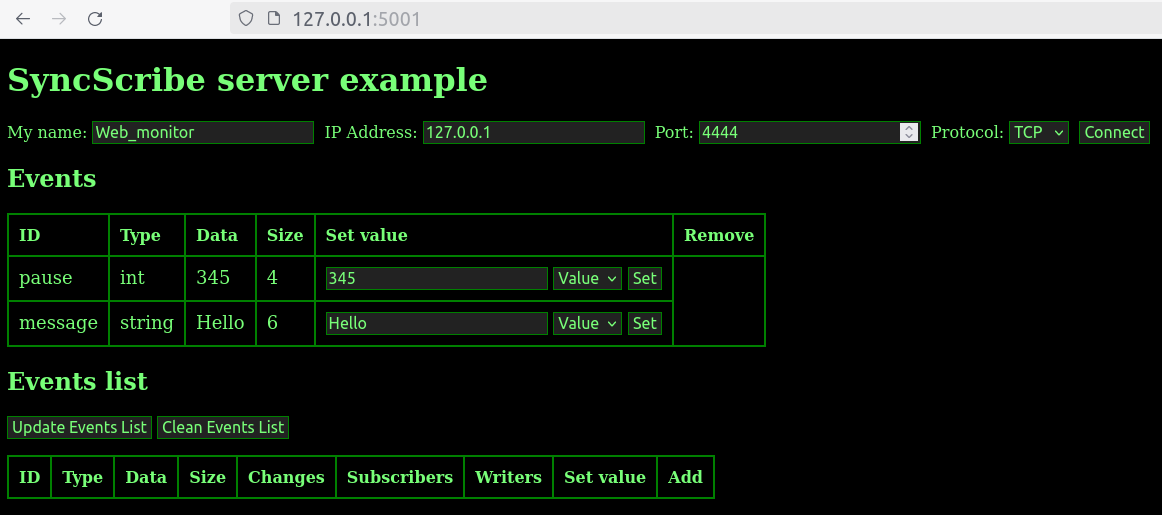 127.0.0.1:5001
SyncScribe server example
My name: Web_monitor IP Address: 127.0.0.1 Port: 4444 Protocol: TCP Connect
Events
ID Type Data Size Set value Remove
pause int 345 4 345 Value Set
message string Hello 6 Hello Value Set
Events list
Update Events List Clean Events List
ID Type Data Size Changes Subscribers Writers Set value Add